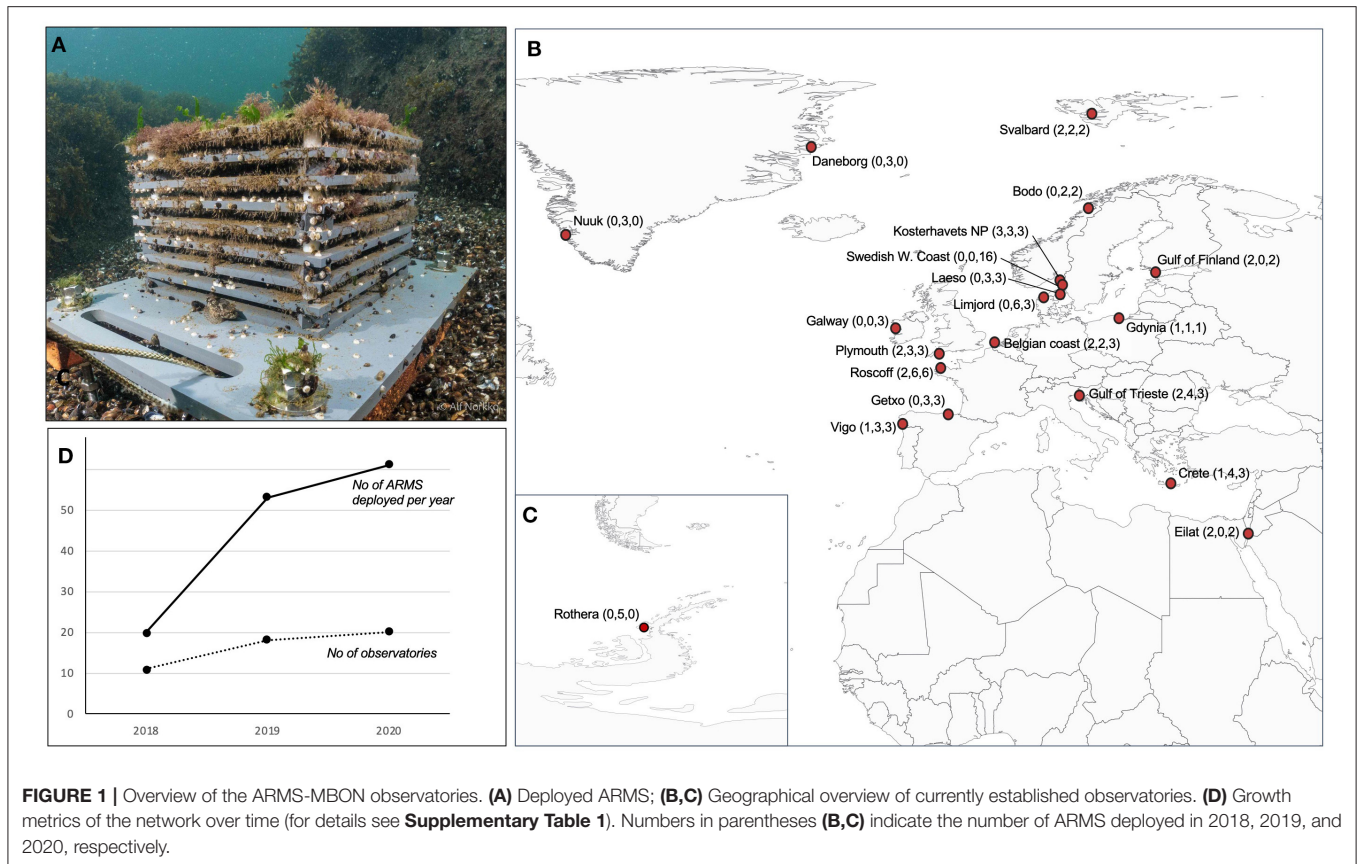 A
C
© Alf Norkko
B
Svalbard (2,2,2)
Daneborg (0,3,0)
Bodo (0,2,2)
Nuuk (0,3,0)
Kosterhavets NP (3,3,3)
Swedish W. Coast (0,0,16)
Gulf of Finland (2,0,2)
Laeso (0,3,3)
Limjord (0,6,3)
Galway (0,0,3)
Gdynia (1,1,1)
Belgian coast (2,2,3)
Plymouth (2,3,3)
Roscoff (2,6,6)
Gulf of Trieste (2,4,3)
Getxo (0,3,3)
Vigo (1,3,3)
Crete (1,4,3)
Eilat (2,0,2)
C
Rothera (0,5,0)
D
No of ARMS
deployed per year
50
40
30
20
No of observatories
10
0
2018 2019 2020
FIGURE 1 | Overview of the ARMS-MBON observatories. (A) Deployed ARMS; (B,C) Geographical overview of currently established observatories. (D) Growth
metrics of the network over time (for details see Supplementary Table 1). Numbers in parentheses (B,C) indicate the number of ARMS deployed in 2018, 2019, and
2020, respectively.